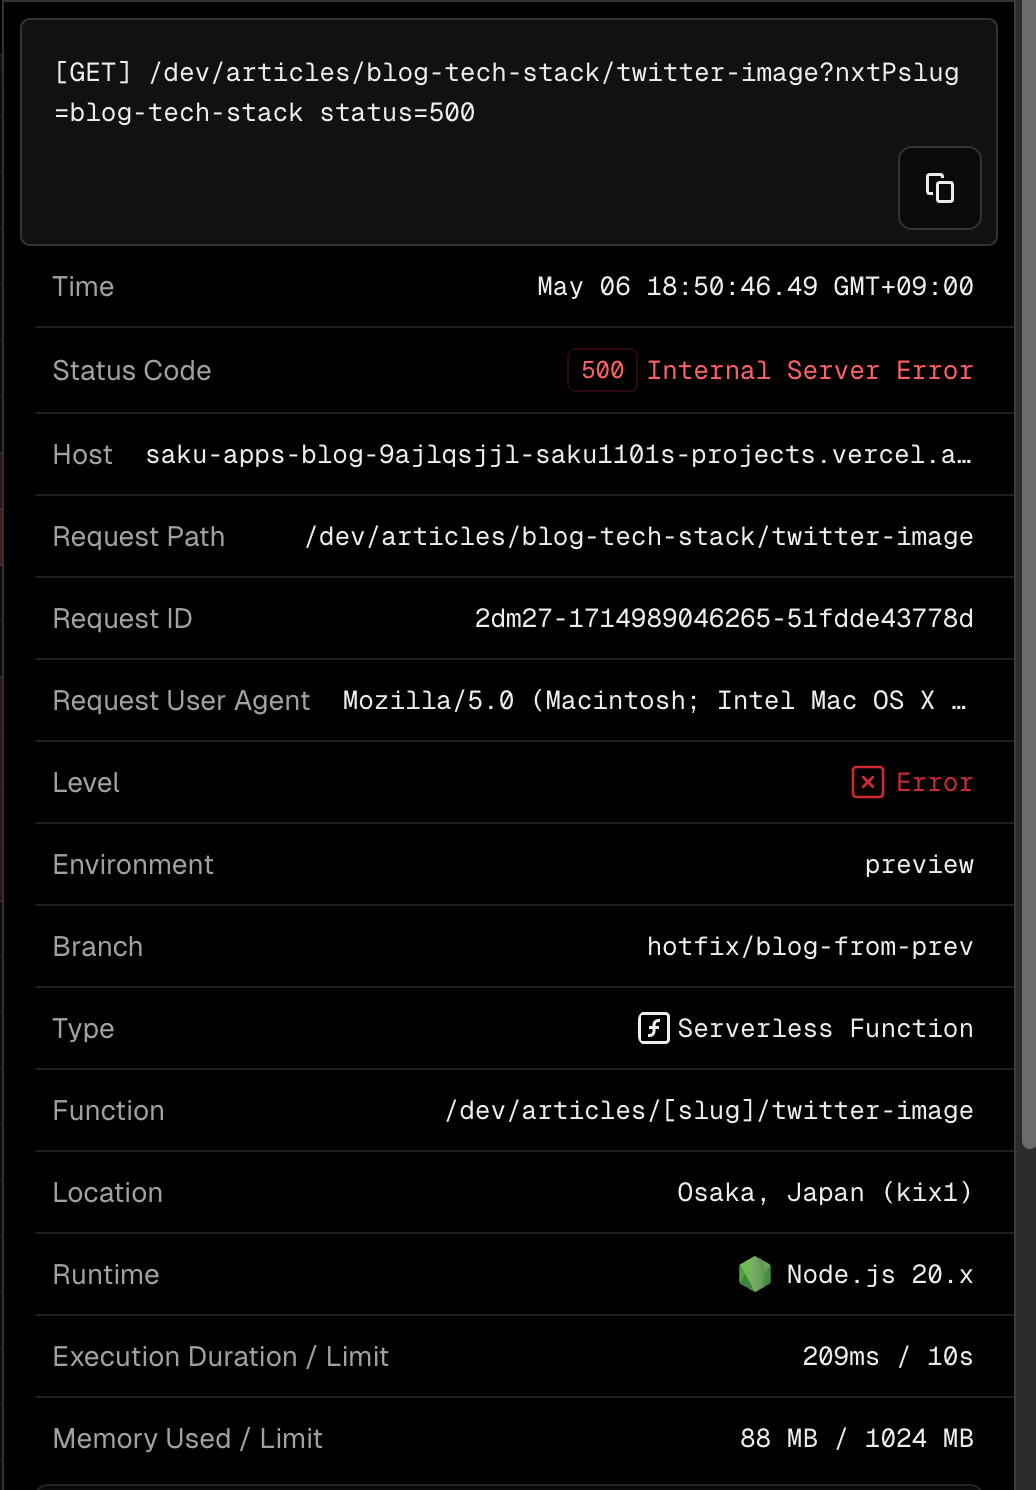 [GET] /dev/articles/blog-tech-stack/twitter-image?nxtPslug
=blog-tech-stack status=500
Time May 06 18:50:46.49 GMT+09:00
Status Code 500 Internal Server Error
Host saku-apps-blog-9ajlqsjjl-saku1101s-projects.vercel.a…
Request Path /dev/articles/blog-tech-stack/twitter-image
Request ID 2dm27-1714989046265-51fdde43778d
Request User Agent Mozilla/5.0 (Macintosh; Intel Mac OS X …
Level Error
Environment preview
Branch hotfix/blog-from-prev
Type Serverless Function
Function /dev/articles/[slug]/twitter-image
Location Osaka, Japan (kix1)
Runtime Node.js 20.x
Execution Duration / Limit 209ms / 10s
Memory Used / Limit 88 MB / 1024 MB